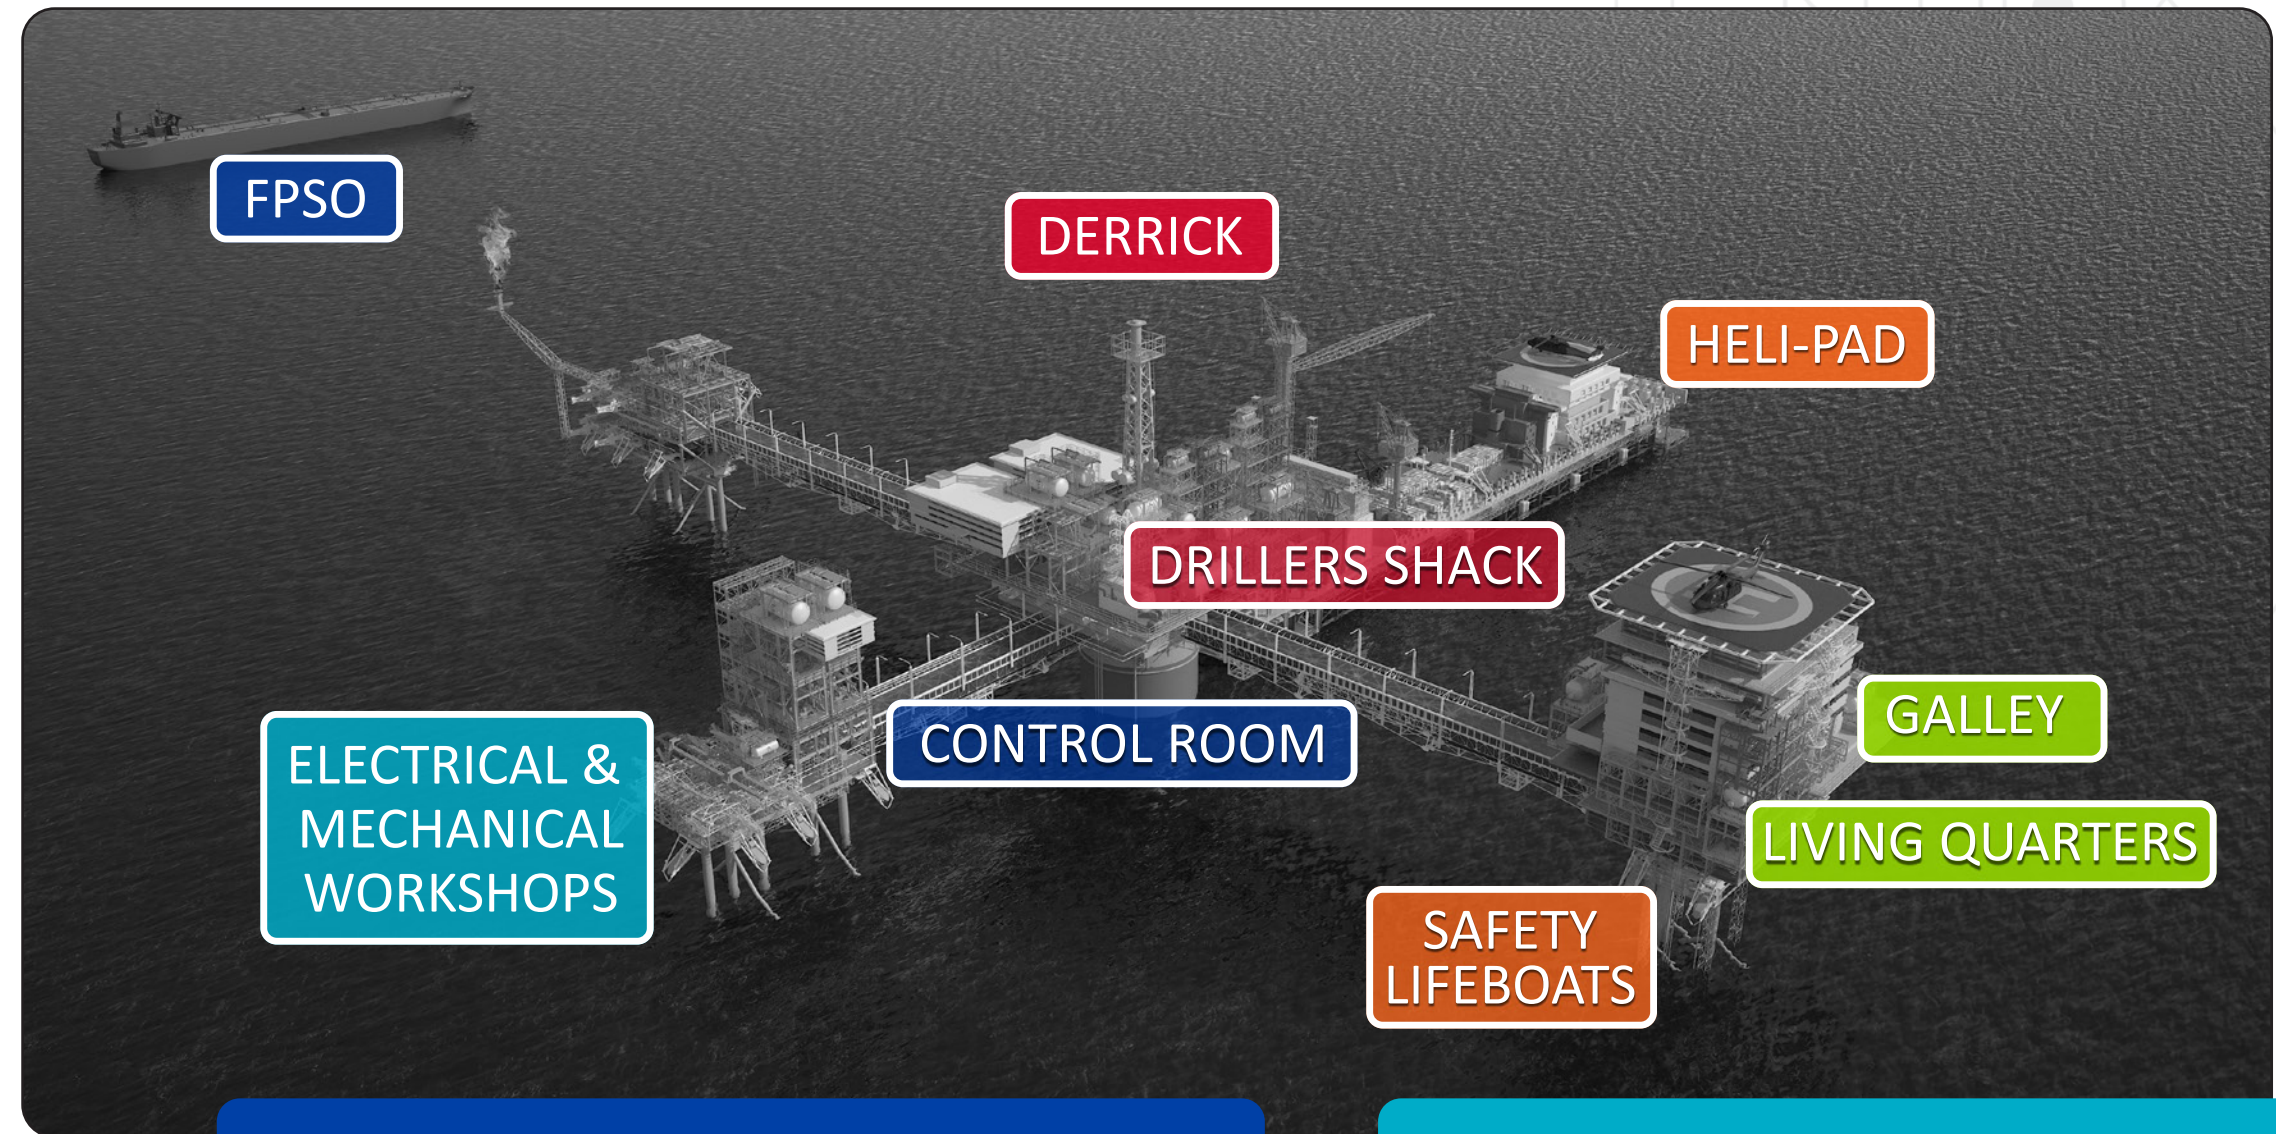 FPSO
DERRICK
HELI-PAD
DRILLERS SHACK
GALLEY
CONTROL ROOM
ELECTRICAL &
MECHANICAL
WORKSHOPS
LIVING QUARTERS
SAFETY
LIFEBOATS